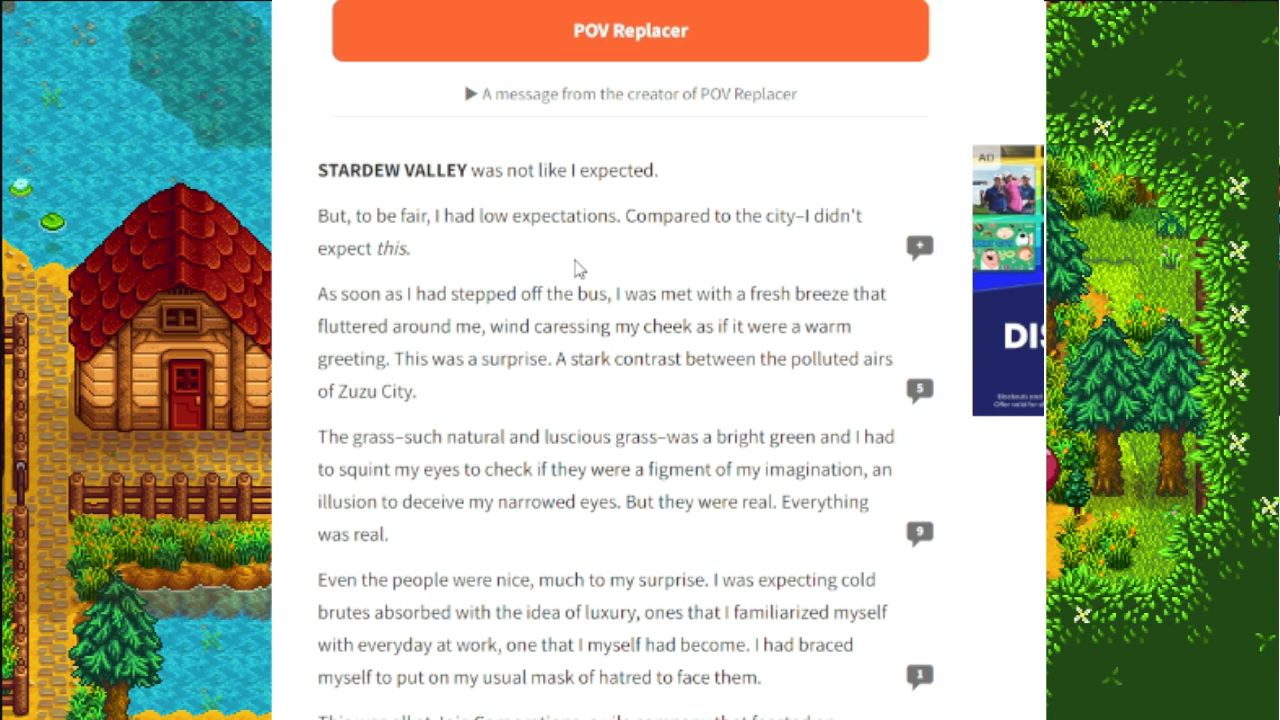 POV Replacer
▶ A message from the creator of POV Replacer
STARDEW VALLEY was not like I expected.
But, to be fair, I had low expectations. Compared to the city–I didn't
expect this.
+
AD
As soon as I had stepped off the bus, I was met with a fresh breeze that
fluttered around me, wind caressing my cheek as if it were a warm
greeting. This was a surprise. A stark contrast between the polluted airs
of Zuzu City.
5
DIS
The grass–such natural and luscious grass–was a bright green and I had
to squint my eyes to check if they were a figment of my imagination, an
illusion to deceive my narrowed eyes. But they were real. Everything
was real.
9
Even the people were nice, much to my surprise. I was expecting cold
brutes absorbed with the idea of luxury, ones that I familiarized myself
with everyday at work, one that I myself had become. I had braced
myself to put on my usual mask of hatred to face them.
1